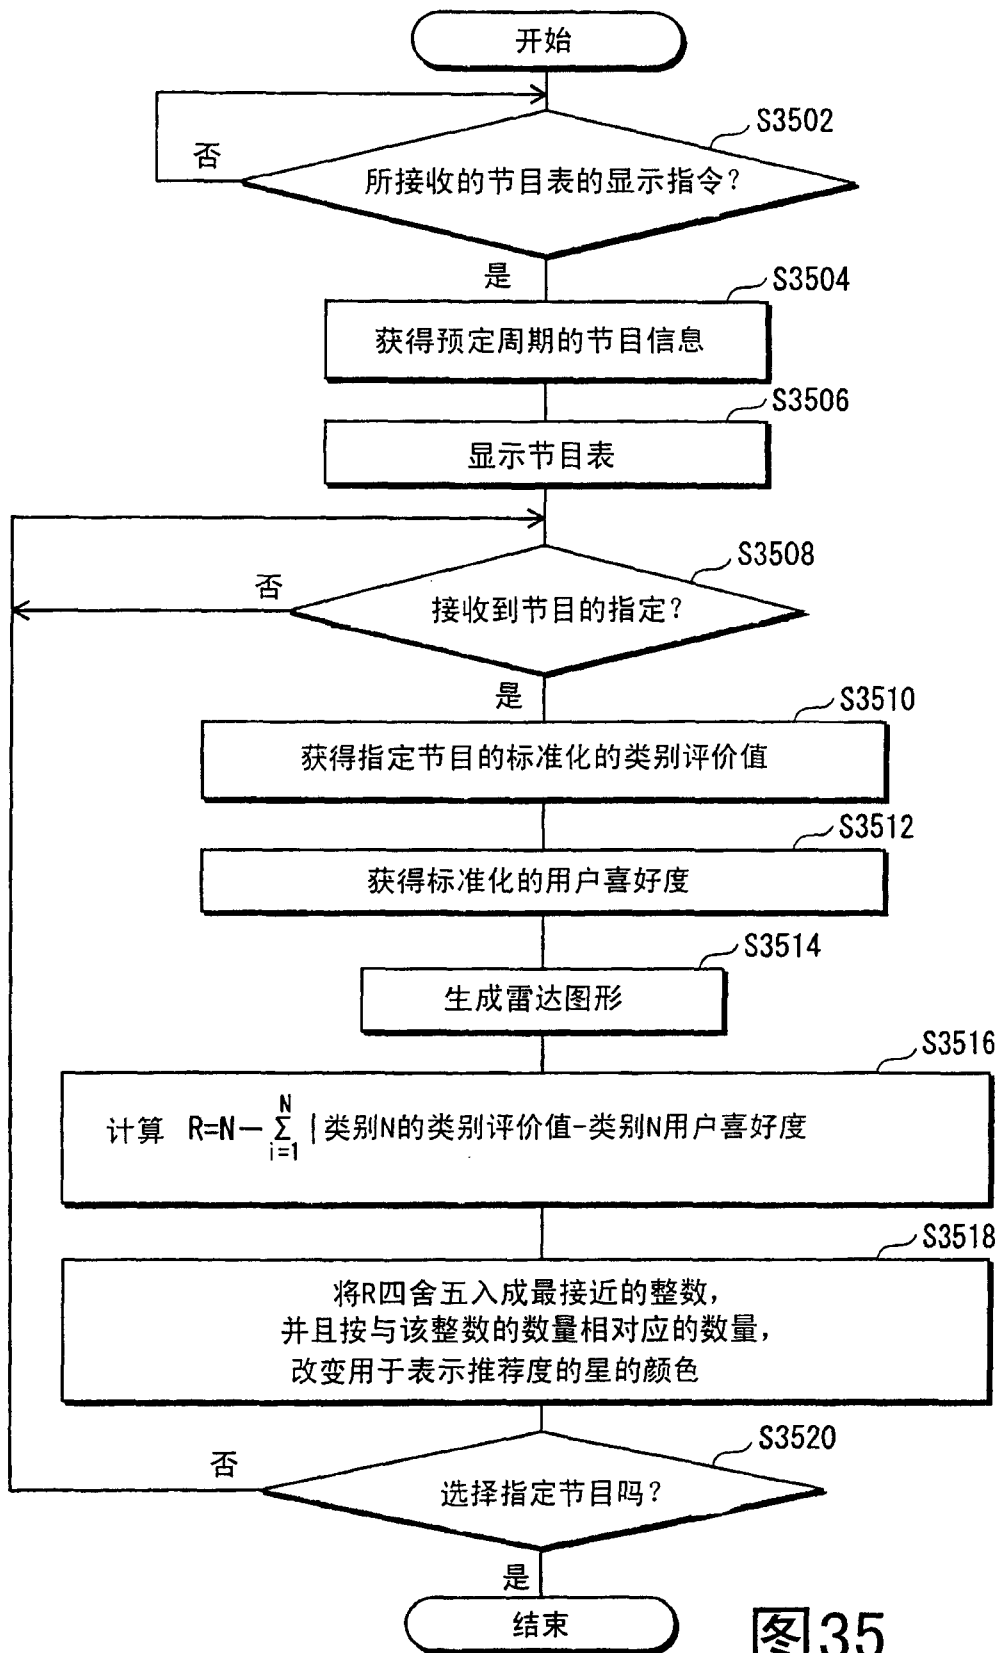 开始
S3502
否
所接收的节目表的显示指令?
是
S3504
获得预定周期的节目信息
S3506
显示节目表
S3508
否
接收到节目的指定?
是
S3510
获得指定节目的标准化的类别评价值
S3512
获得标准化的用户喜好度
S3514
生成雷达图形
S3516
计算 R=N-∑_{i=1}^{N}|类别N的类别评价值-类别N用户喜好度
S3518
将R四舍五入成最接近的整数,
并且按与该整数的数量相对应的数量,
改变用于表示推荐度的星的颜色
S3520
否
选择指定节目吗?
是
结束
图35